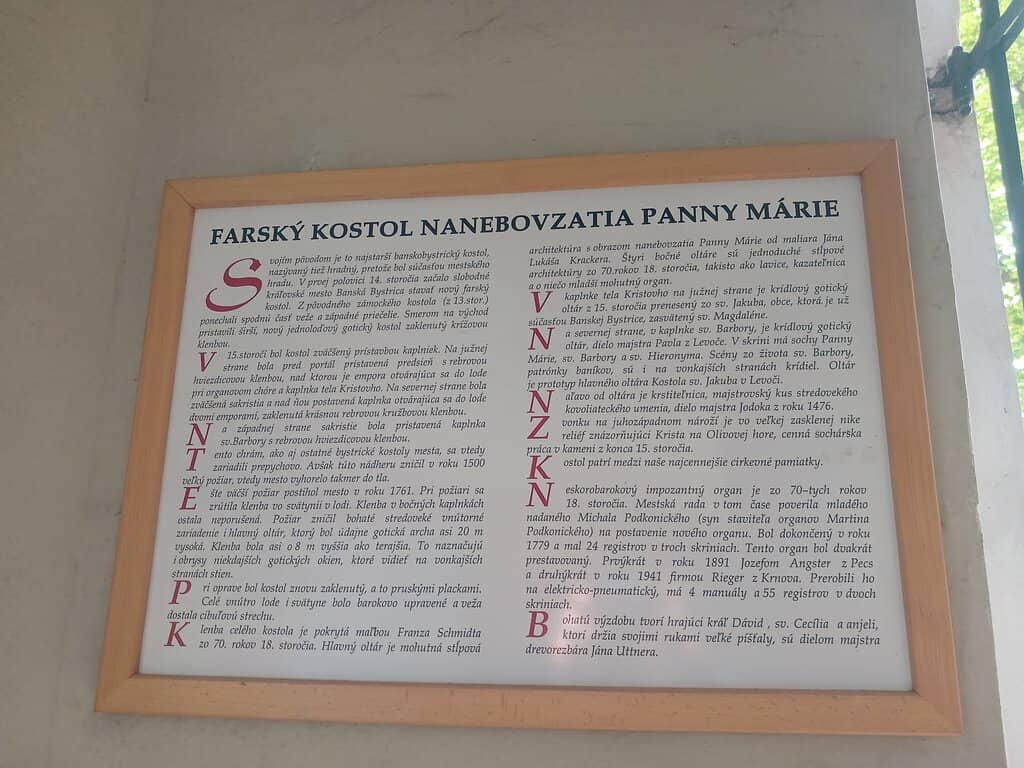 FARSKÝ KOSTOL NANEBOVZATIA PANNY MÁRIE
Svojím pôvodom je to najstarší banskobystrický kostol,
nazývaný tiež hradný, pretože bol súčasťou mestského
hradu. V prvej polovici 14. storočia začalo slobodné
kráľovské mesto Banská Bystrica stavať nový farský
kostol. Z pôvodného zámockého kostola (z 13.stor.)
ponechali spodnú časť veže a západné priečelie. Smerom na východ
pristavili širší, nový jednoloďový gotický kostol zaklenutý krížovou
klenbou.
V 15.storočí bol kostol zväčšený prístavbou kaplniek. Na južnej
strane bola pred portál pristavená predsieň s rebrovou
hviezdicovou klenbou, nad ktorou je empora otvárajúca sa do lode
pri organovom chóre a kaplnka tela Kristovho. Na severnej strane bola
zväčšená sakristia a nad ňou postavená kaplnka otvárajúca sa do lode
dvomi emporami, zaklenutá krásnou rebrovou kružbovou klenbou.
Na západnej strane sakristie bola pristavená kaplnka
sv.Barbory s rebrovou hviezdicovou klenbou.
Tento chrám, ako aj ostatné bystrické kostoly mesta, sa vtedy
zariadili prepychovo. Avšak túto nádheru zničil v roku 1500
veľký požiar, vtedy mesto vyhorelo takmer do tla.
Ešte väčší požiar postihol mesto v roku 1761. Pri požiari sa
zrútila klenba vo svätyni i v lodi. Klenba v bočných kaplnkách
ostala neporušená. Požiar zničil bohaté stredoveké vnútorné
zariadenie i hlavný oltár, ktorý bol údajne gotická archa asi 20 m
vysoká. Klenba bola asi o 8 m vyššia ako terajšia. To naznačujú
i obrysy niekdajších gotických okien, ktoré vidieť na vonkajších
stranách stien.
Pri oprave bol kostol znovu zaklenutý, a to pruskými plackami.
Celé vnútro lode i svätyne bolo barokovo upravené a veža
dostala cibuľovú strechu.
Klenba celého kostola je pokrytá maľbou Franza Schmidta
zo 70. rokov 18. storočia. Hlavný oltár je mohutná stĺpová
architektúra s obrazom nanebovzatia Panny Márie od maliara Jána
Lukáša Krackera. Štyri bočné oltáre sú jednoduché stĺpové
architektúry zo 70.rokov 18. storočia, takisto ako lavice, kazateľnica
a o niečo mladší mohutný organ.
V kaplnke tela Kristovho na južnej strane je krídlový gotický
oltár z 15. storočia prenesený zo sv. Jakuba, obce, ktorá je už
súčasťou Banskej Bystrice, zasvätený sv. Magdaléne.
Na severnej strane, v kaplnke sv. Barbory, je krídlový gotický
oltár, dielo majstra Pavla z Levoče. V skrini má sochy Panny
Márie, sv. Barbory a sv. Hieronyma. Scény zo života sv. Barbory,
patrónky baníkov, sú i na vonkajších stranách krídiel. Oltár
je prototyp hlavného oltára Kostola sv. Jakuba v Levoči.
Naľavo od oltára je krstiteľnica, majstrovský kus stredovekého
kovoliateckého umenia, dielo majstra Jodoka z roku 1476.
Zvonku na juhozápadnom nároží je vo veľkej zasklenej nike
reliéf znázorňujúci Krista na Olivovej hore, cenná sochárska
práca v kameni z konca 15. storočia.
Kostol patrí medzi naše najcennejšie cirkevné pamiatky.
Neskorobarokový impozantný organ je zo 70–tych rokov
18. storočia. Mestská rada v tom čase poverila mladého
nadaného Michala Podkonického (syn staviteľa organov Martina
Podkonického) na postavenie nového organu. Bol dokončený v roku
1779 a mal 24 registrov v troch skriniach. Tento organ bol dvakrát
prestavovaný. Prvýkrát v roku 1891 Jozefom Angster z Pecs
a druhýkrát v roku 1941 firmou Rieger z Krnova. Prerobili ho
na elektricko-pneumatický, má 4 manuály a 55 registrov v dvoch
skriniach.
Bohatú výzdobu tvorí hrajúci kráľ Dávid , sv. Cecília a anjeli,
ktorí držia svojimi rukami veľké píšťaly, sú dielom majstra
drevorezbára Jána Uttnera.